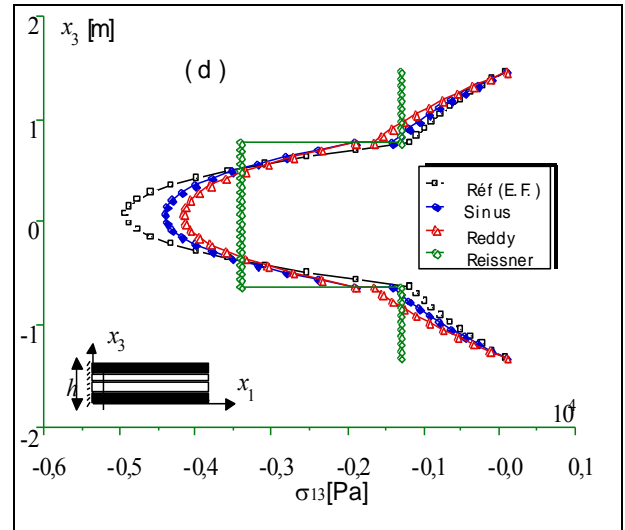 2
x3 [m]
(d)
1
0
-1
-2
Réf (E.F.)
Sinus
Reddy
Reissner
x3
h
x1
10^4
-0,6 -0,5 -0,4 -0,3 -0,2 -0,1 0,0 0,1
σ13[Pa]